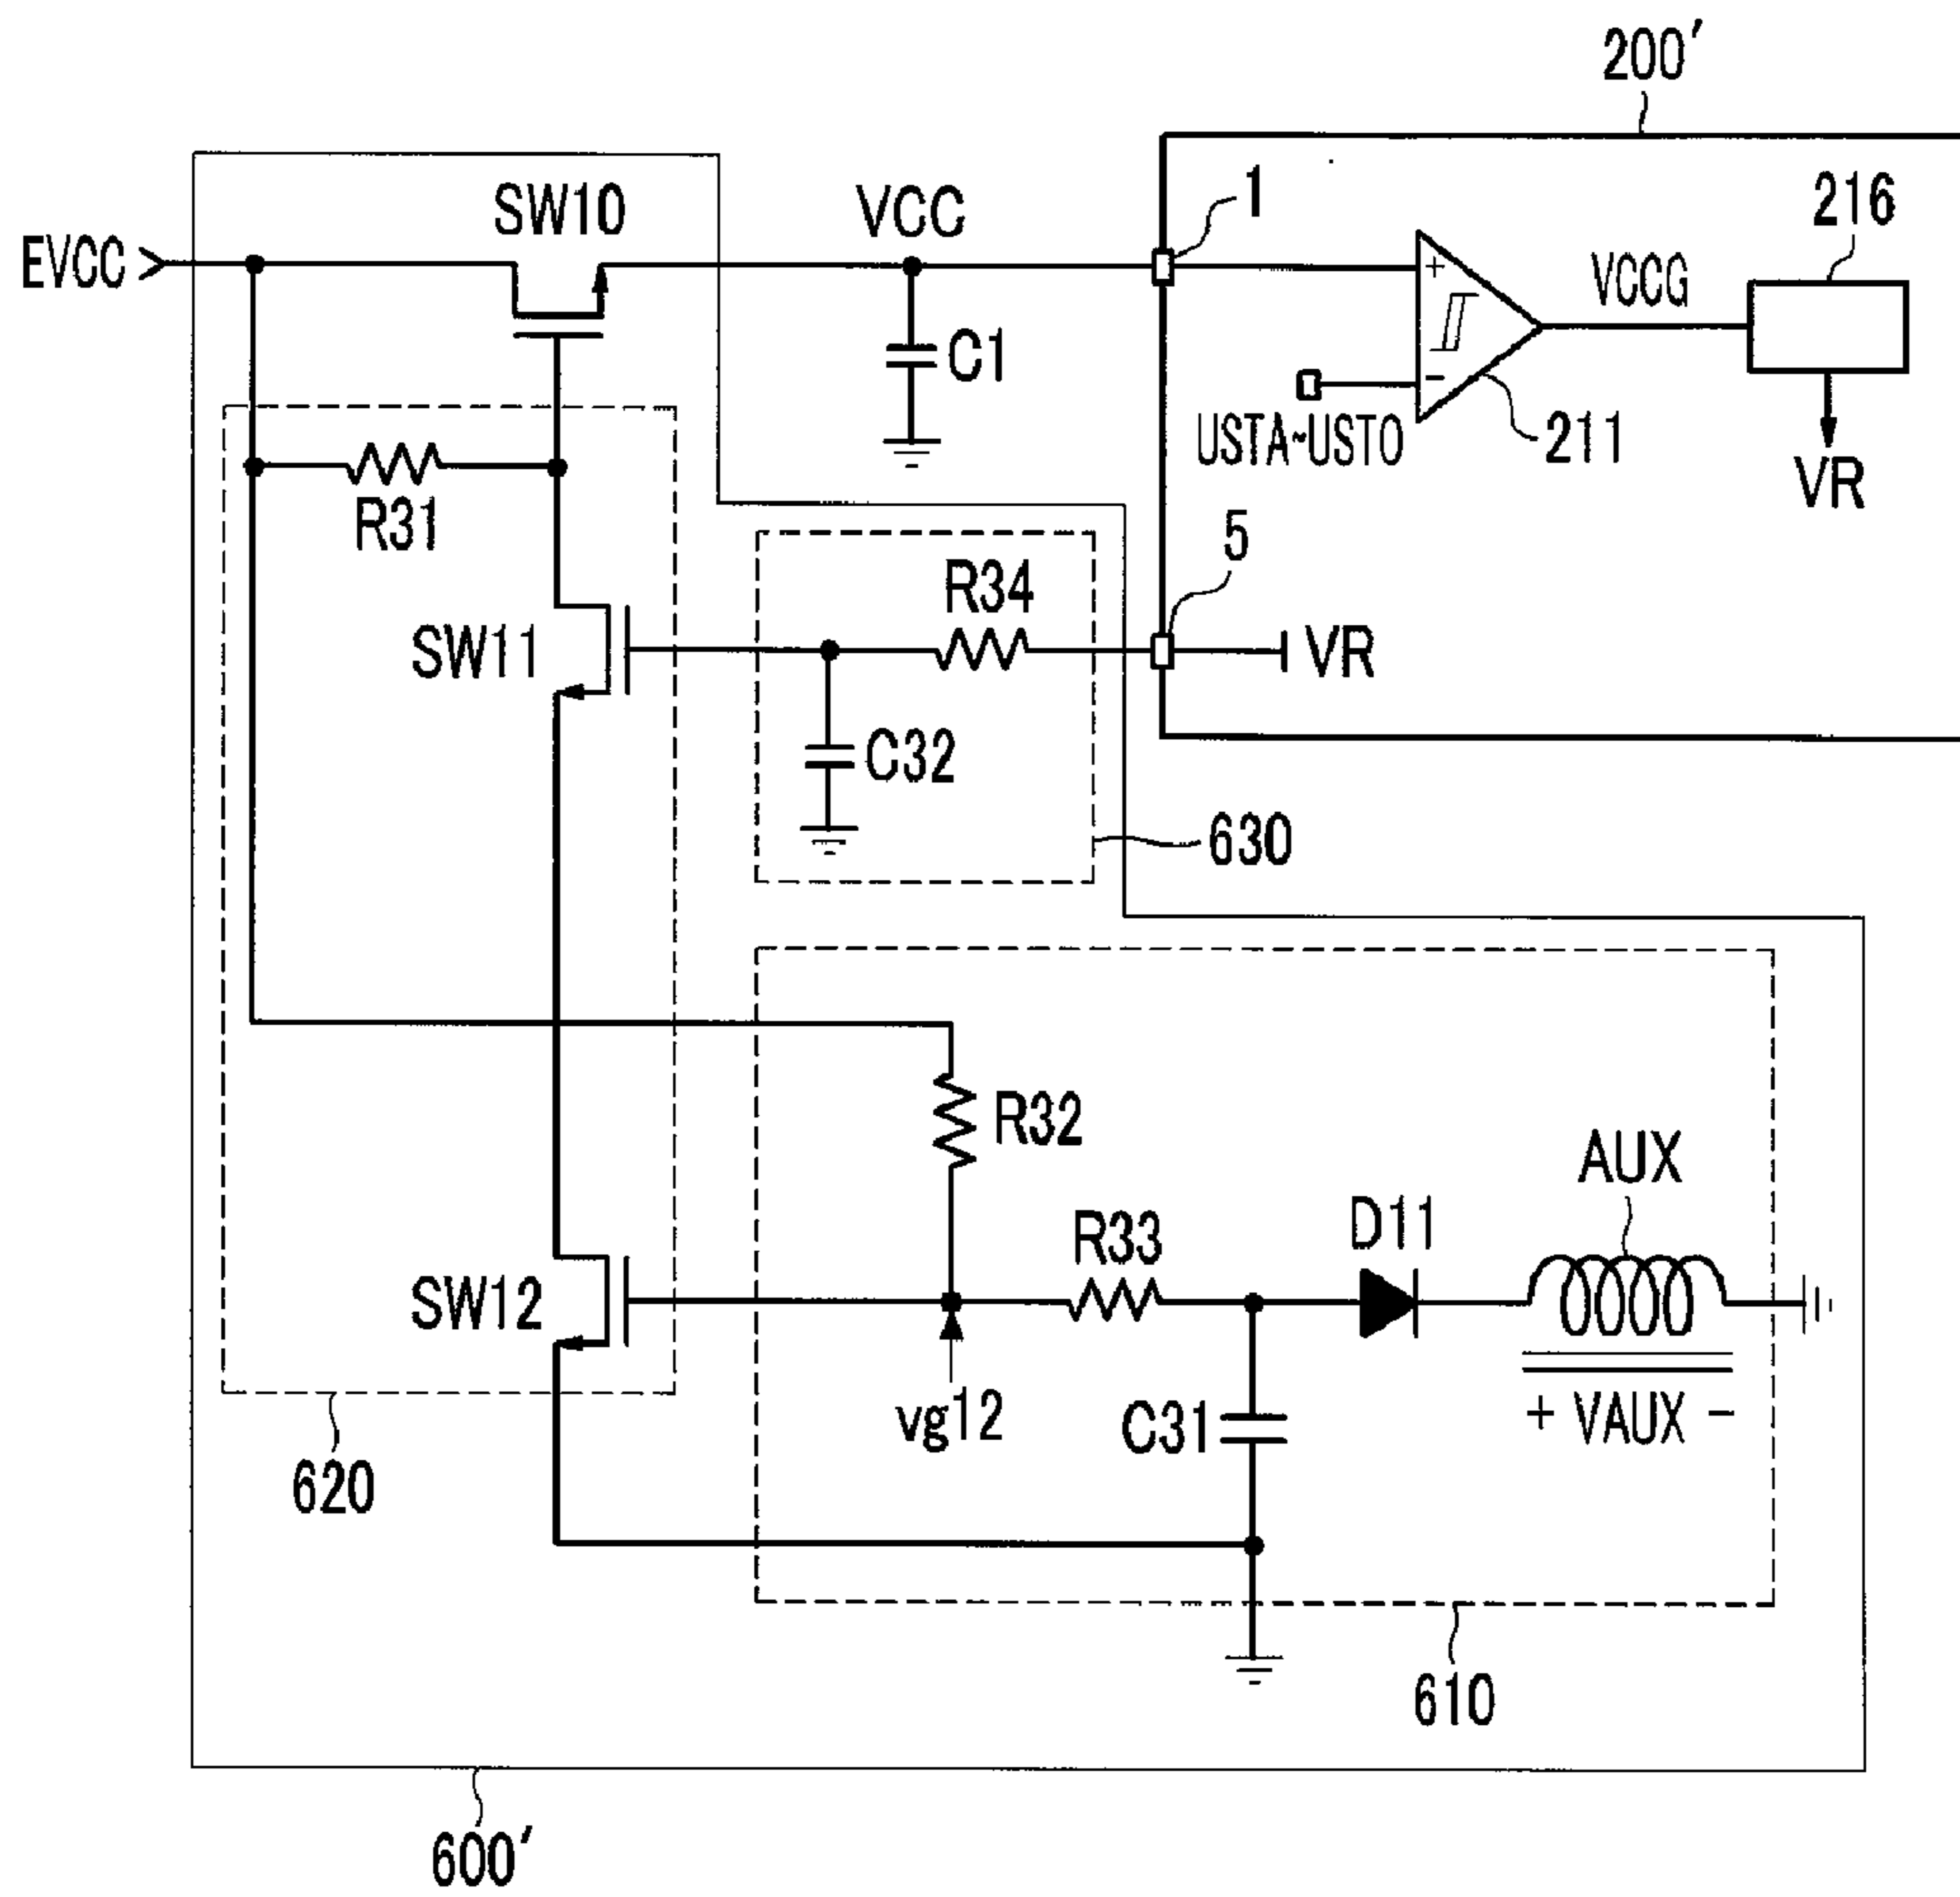 200'
SW10
VCC
1
216
EVCC
+
VCCG
C1
-
USTA~USTO
211
VR
R31
5
R34
SW11
VR
C32
630
R32
AUX
R33
D11
SW12
vg12
C31
+ VAUX -
620
610
600'